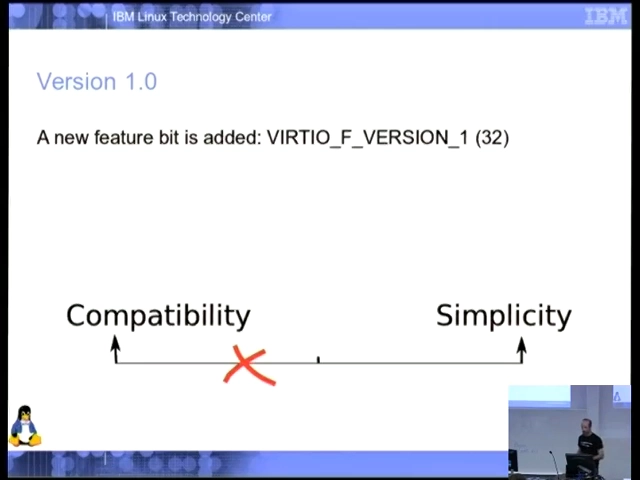 IBM Linux Technology Center
IBM
Version 1.0
A new feature bit is added: VIRTIO_F_VERSION_1 (32)
Compatibility
Simplicity